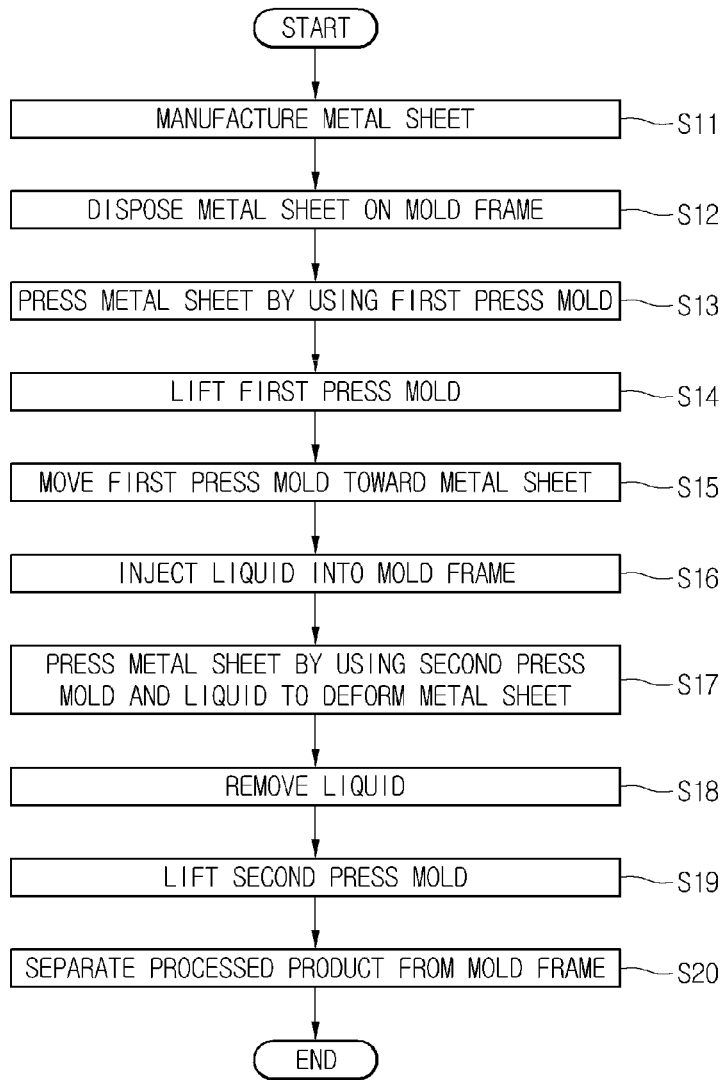 START
MANUFACTURE METAL SHEET
S11
DISPOSE METAL SHEET ON MOLD FRAME
S12
PRESS METAL SHEET BY USING FIRST PRESS MOLD
S13
LIFT FIRST PRESS MOLD
S14
MOVE FIRST PRESS MOLD TOWARD METAL SHEET
S15
INJECT LIQUID INTO MOLD FRAME
S16
PRESS METAL SHEET BY USING SECOND PRESS
MOLD AND LIQUID TO DEFORM METAL SHEET
S17
REMOVE LIQUID
S18
LIFT SECOND PRESS MOLD
S19
SEPARATE PROCESSED PRODUCT FROM MOLD FRAME
S20
END